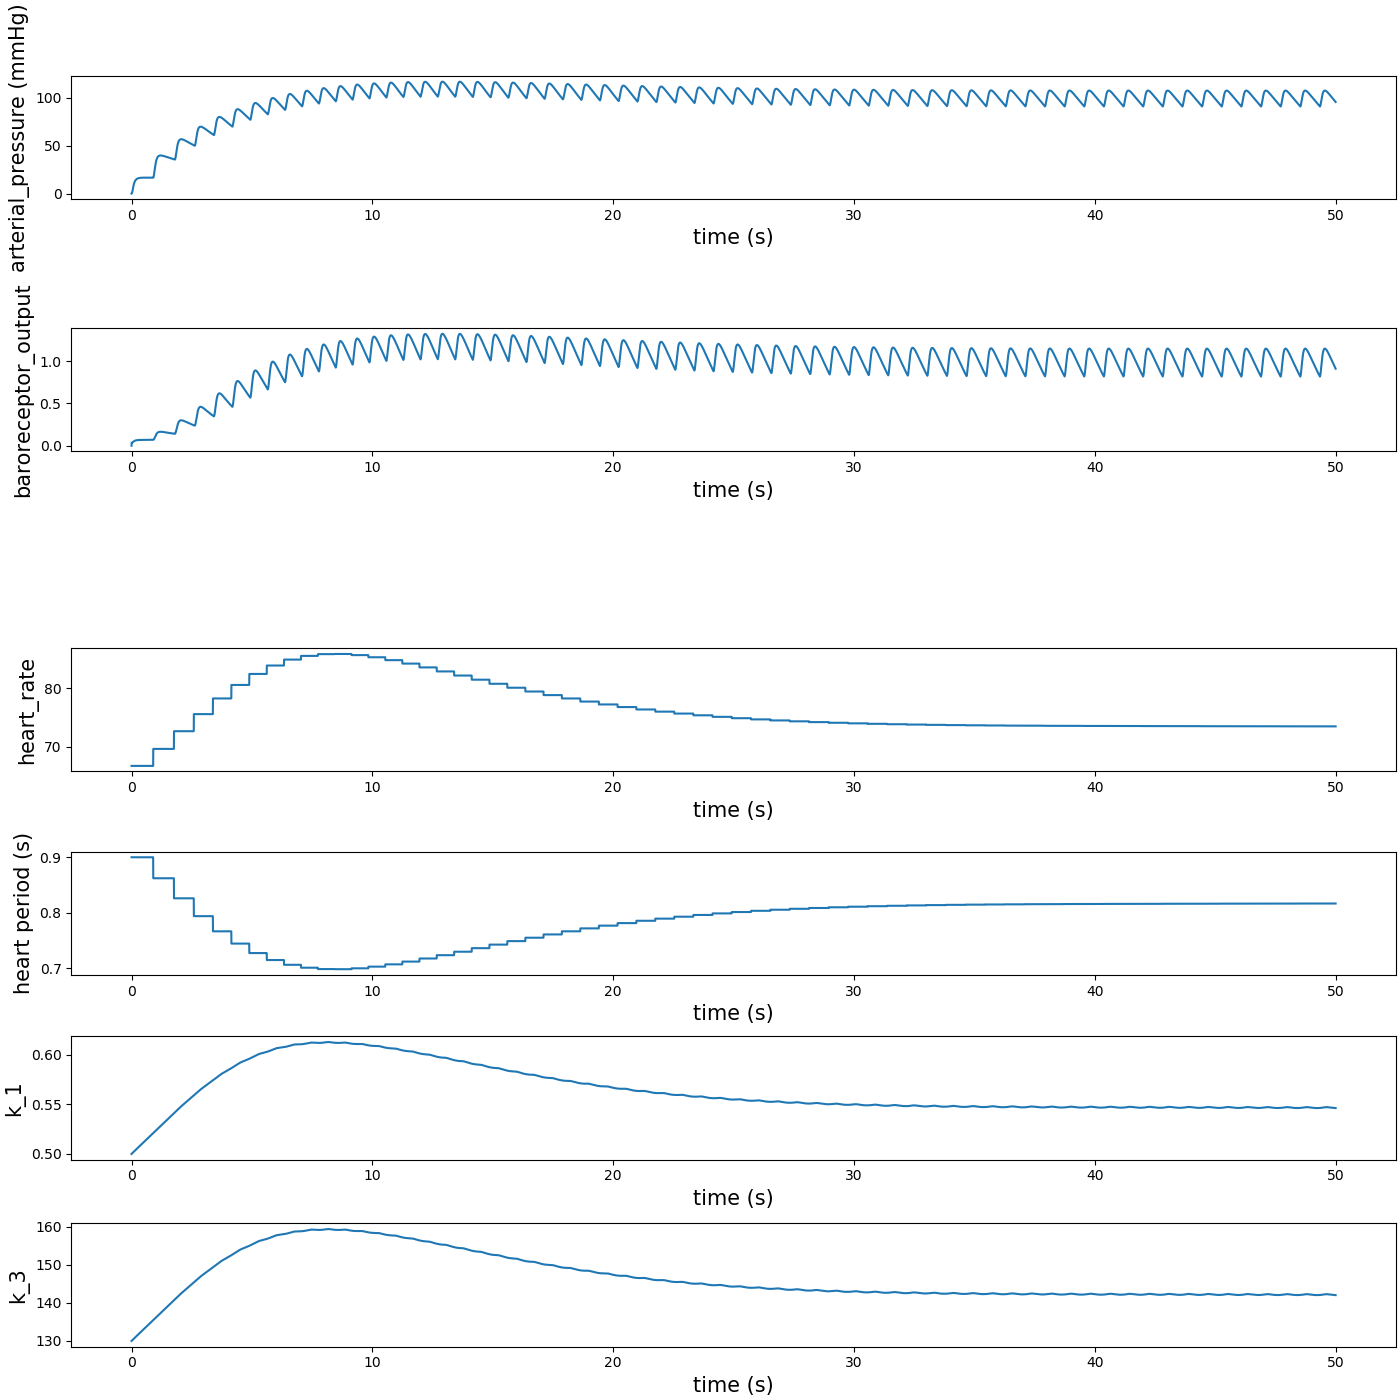 arterial_pressure (mmHg)
100
50
0
0 10 20 30 40 50
time (s)
baroreceptor_output
1.0
0.5
0.0
0 10 20 30 40 50
time (s)
heart_rate
80
70
0 10 20 30 40 50
time (s)
heart period (s)
0.9
0.8
0.7
0 10 20 30 40 50
time (s)
k_1
0.60
0.55
0.50
0 10 20 30 40 50
time (s)
k_3
160
150
140
130
0 10 20 30 40 50
time (s)